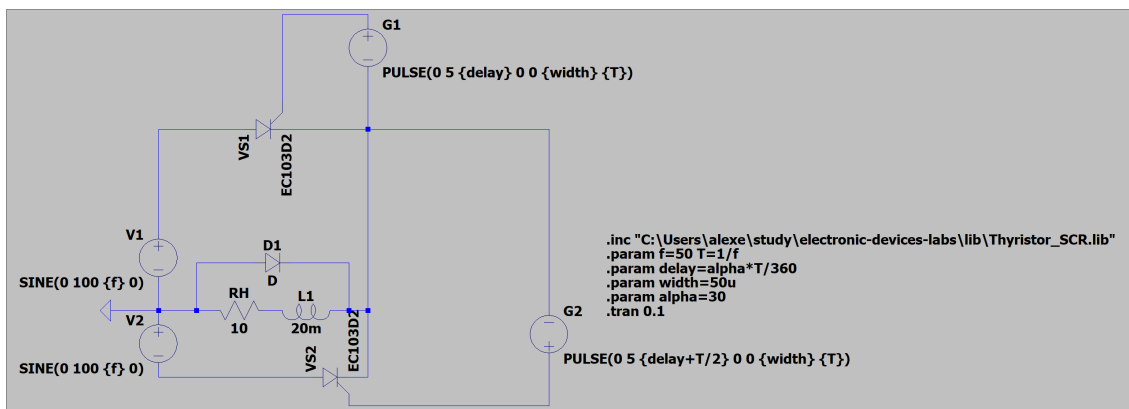 G1
PULSE(0 5 {delay} 0 0 {width} {T})
VS1
EC103D2
V1
SINE(0 100 {f} 0)
D1
D
RH
10
L1
20m
V2
SINE(0 100 {f} 0)
VS2
EC103D2
G2
PULSE(0 5 {delay+T/2} 0 0 {width} {T})
.inc "C:\Users\alexe\study\electronic-devices-labs\lib\Thyristor_SCR.lib"
.param f=50 T=1/f
.param delay=alpha*T/360
.param width=50u
.param alpha=30
.tran 0.1